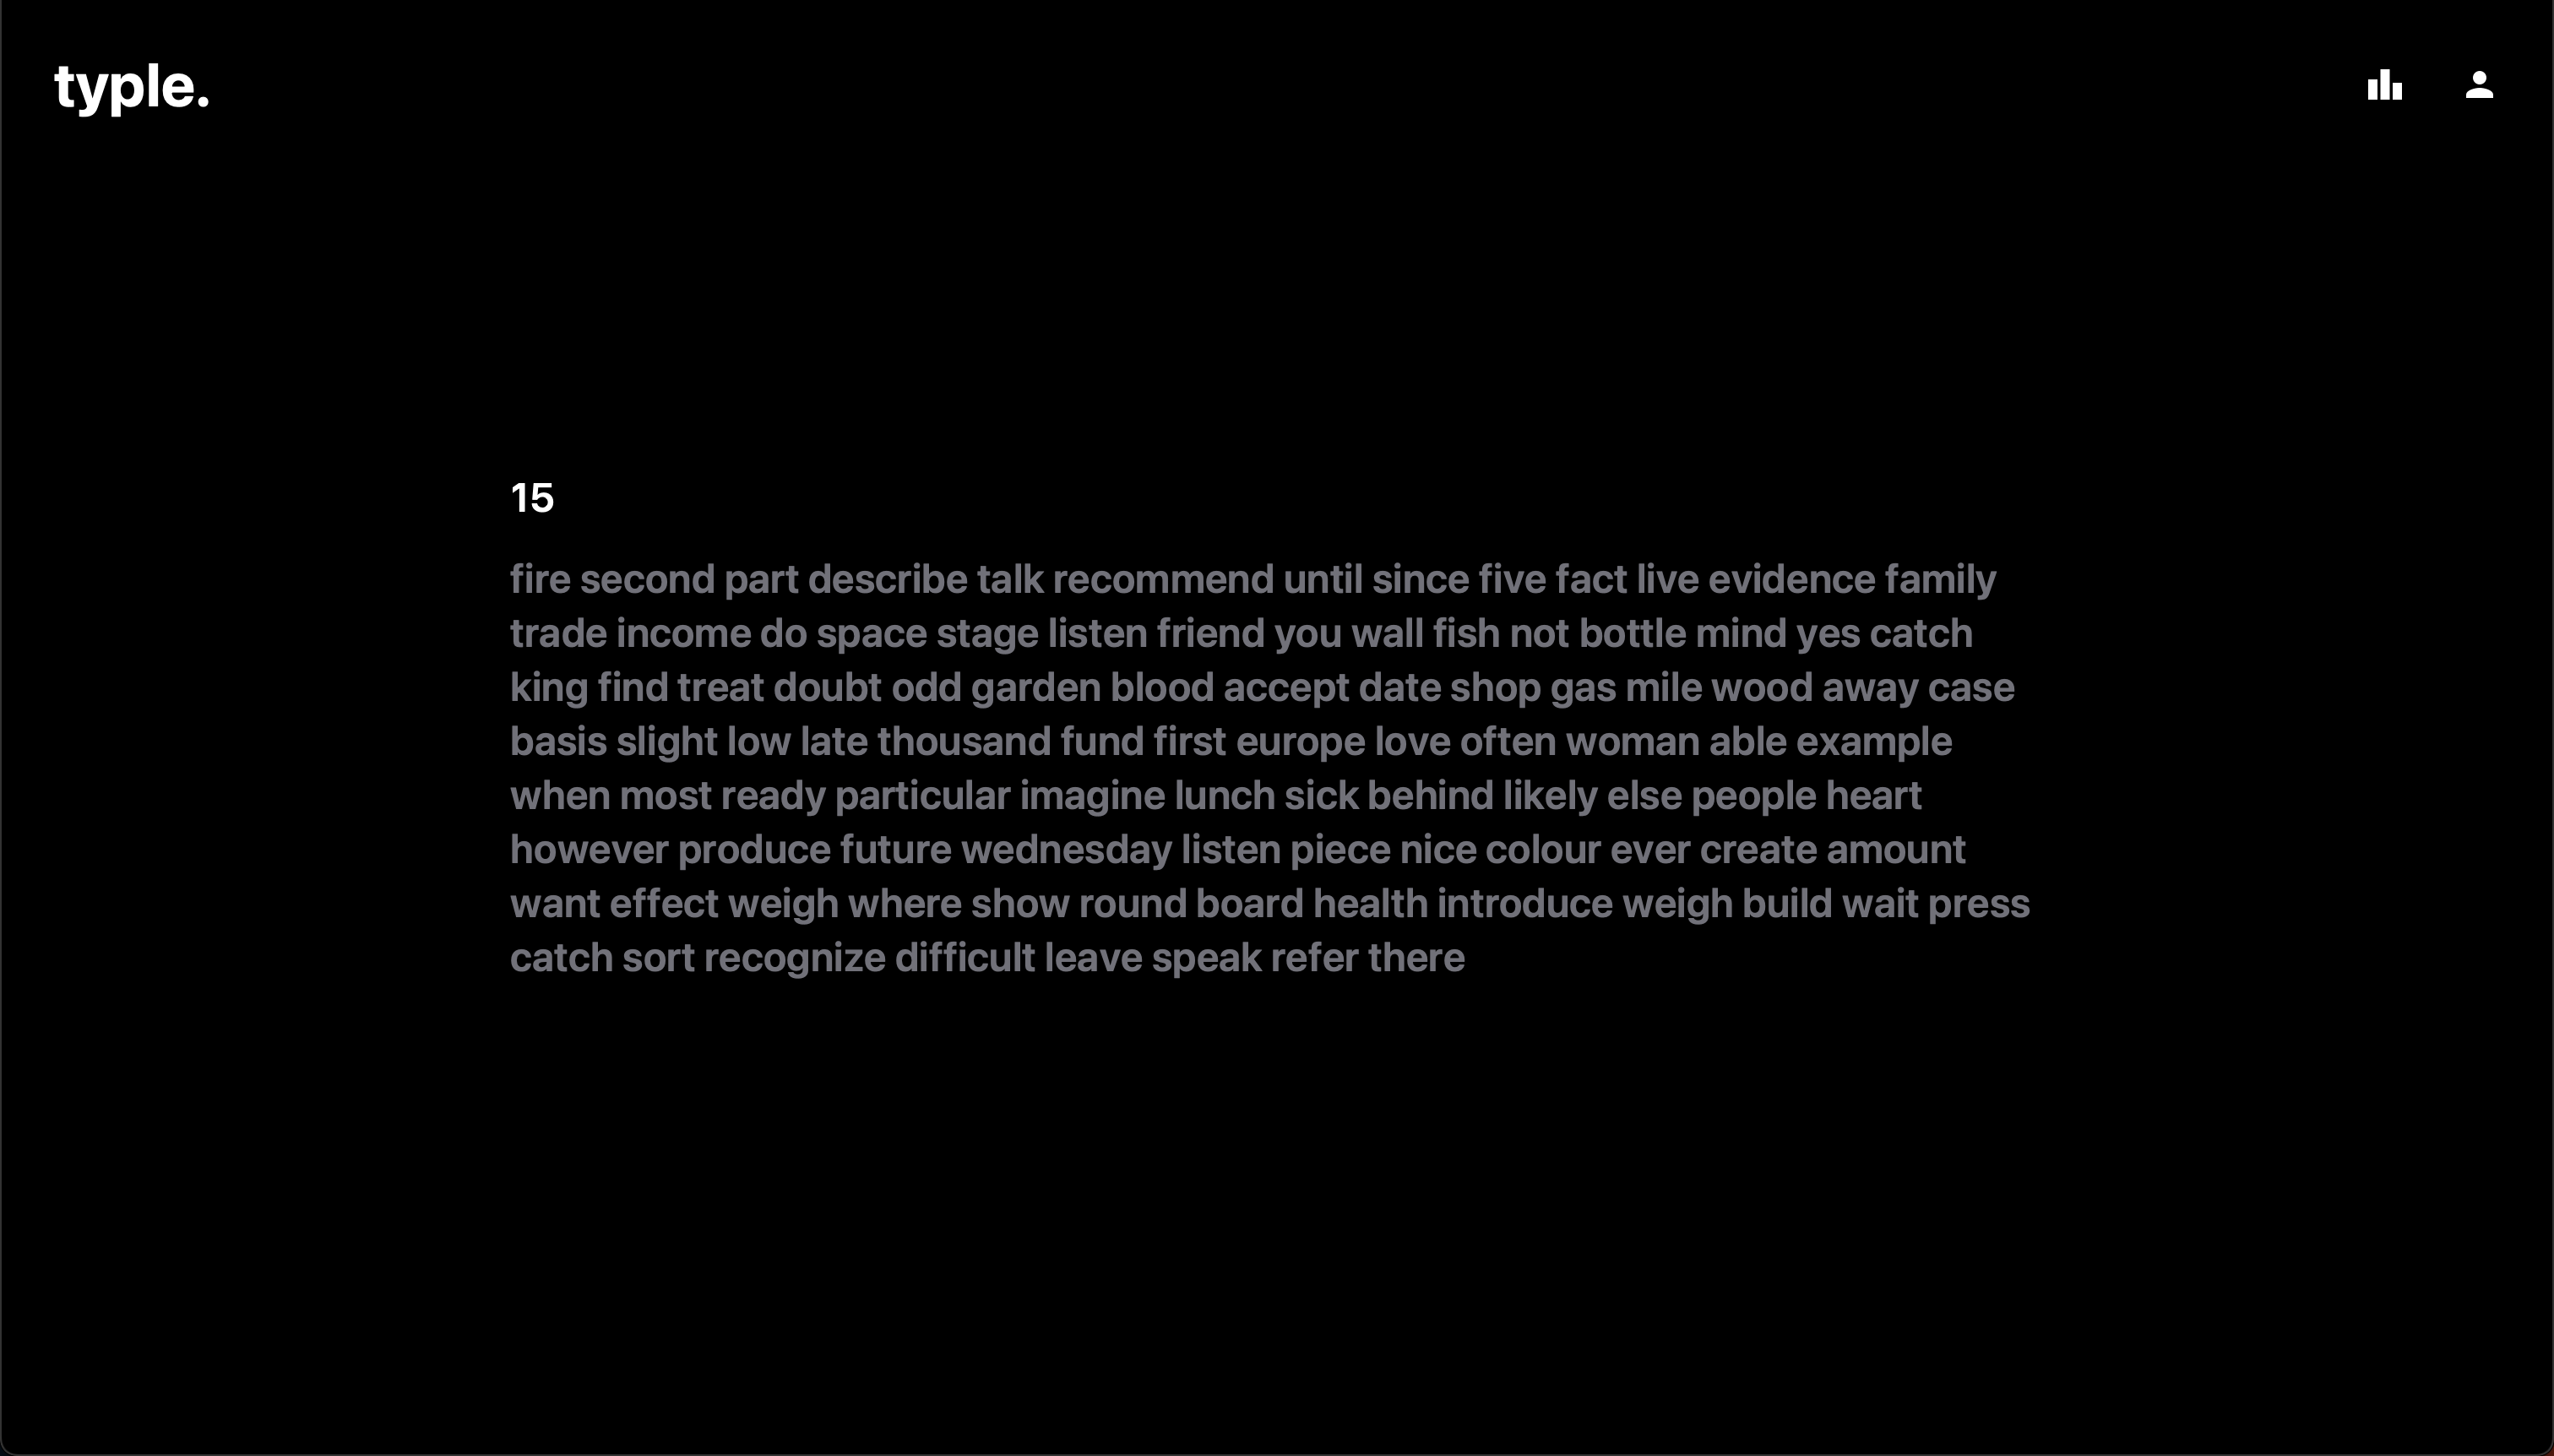 typle.
15
fire second part describe talk recommend until since five fact live evidence family
trade income do space stage listen friend you wall fish not bottle mind yes catch
king find treat doubt odd garden blood accept date shop gas mile wood away case
basis slight low late thousand fund first europe love often woman able example
when most ready particular imagine lunch sick behind likely else people heart
however produce future wednesday listen piece nice colour ever create amount
want effect weigh where show round board health introduce weigh build wait press
catch sort recognize difficult leave speak refer there